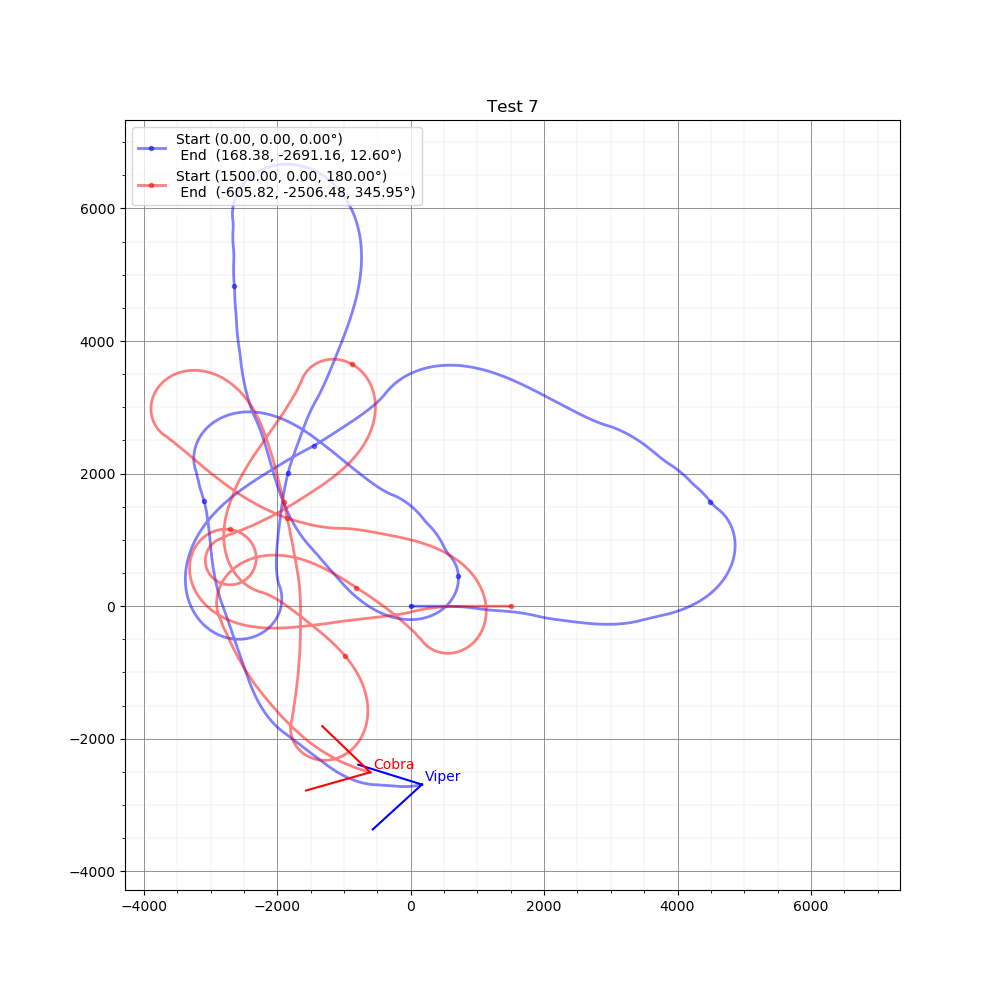 Test 7
Start (0.00, 0.00, 0.00°)
End (168.38, -2691.16, 12.60°)
Start (1500.00, 0.00, 180.00°)
End (-605.82, -2506.48, 345.95°)
6000
4000
2000
0
−2000
−4000
Cobra
Viper
−4000
−2000
0
2000
4000
6000